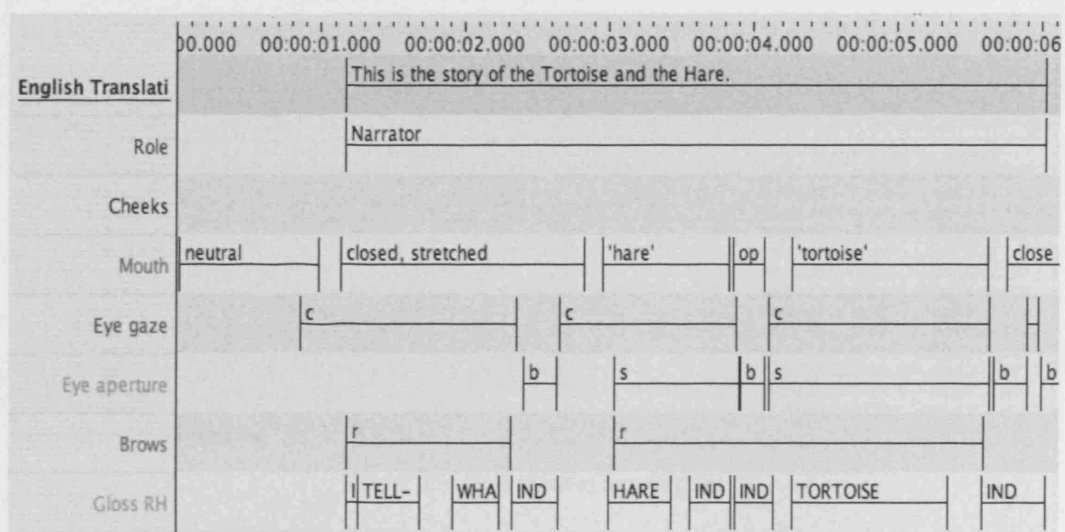 00.000 00:00:01.000 00:00:02.000 00:00:03.000 00:00:04.000 00:00:05.000 00:00:06
English Translati This is the story of the Tortoise and the Hare.
Role Narrator
Cheeks
Mouth neutral closed, stretched 'hare' op 'tortoise' close
Eye gaze c c c
Eye aperture b s b s b b
Brows r r
Gloss RH I TELL- WHA IND HARE IND IND TORTOISE IND